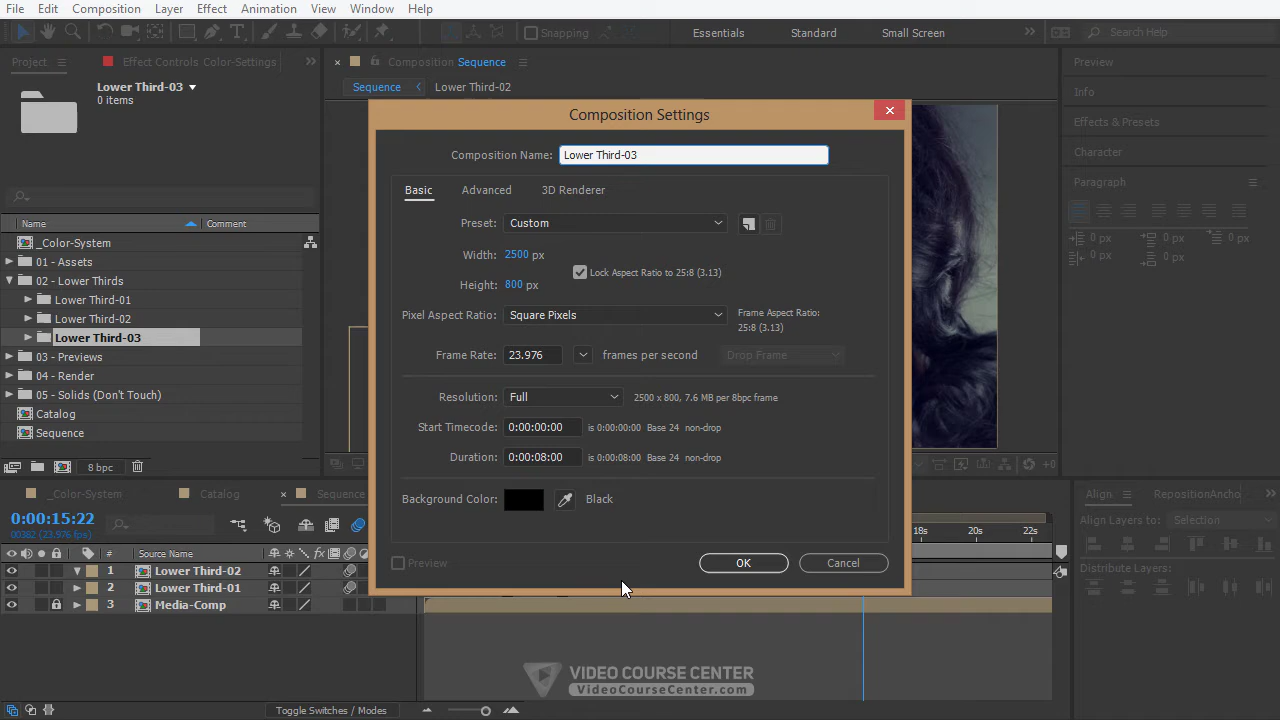 File Edit Composition Layer Effect Animation View Window Help
Snapping Essentials Standard Small Screen Search Help
Project Effect Controls Color-Settings
Lower Third-03
0 items
Name Comment
_Color-System
01 - Assets
02 - Lower Thirds
Lower Third-01
Lower Third-02
Lower Third-03
03 - Previews
04 - Render
05 - Solids (Don't Touch)
Catalog
Sequence
8 bpc
Composition Sequence
Sequence Lower Third-02
Composition Settings
Composition Name: Lower Third-03
Basic Advanced 3D Renderer
Preset: Custom
Width: 2500 px
Lock Aspect Ratio to 25:8 (3.13)
Height: 800 px
Pixel Aspect Ratio: Square Pixels
Frame Aspect Ratio:
25:8 (3.13)
Frame Rate: 23.976 frames per second Drop Frame
Resolution: Full 2500 x 800, 7.6 MB per 8bpc frame
Start Timecode: 0:00:00:00 is 0:00:00:00 Base 24 non-drop
Duration: 0:00:08:00 is 0:00:08:00 Base 24 non-drop
Background Color: Black
Preview OK Cancel
Preview
Info
Effects & Presets
Character
Paragraph
0 px 0 px 0 px
0 px 0 px
+0
_Color-System Catalog Sequence
0:00:15:22
00382 (23.976 fps)
# Source Name
1 Lower Third-02
2 Lower Third-01
3 Media-Comp
18s 20s 22s
Align RepositionAncho
Align Layers to: Selection
Distribute Layers:
VIDEO COURSE CENTER
VideoCourseCenter.com
Toggle Switches / Modes